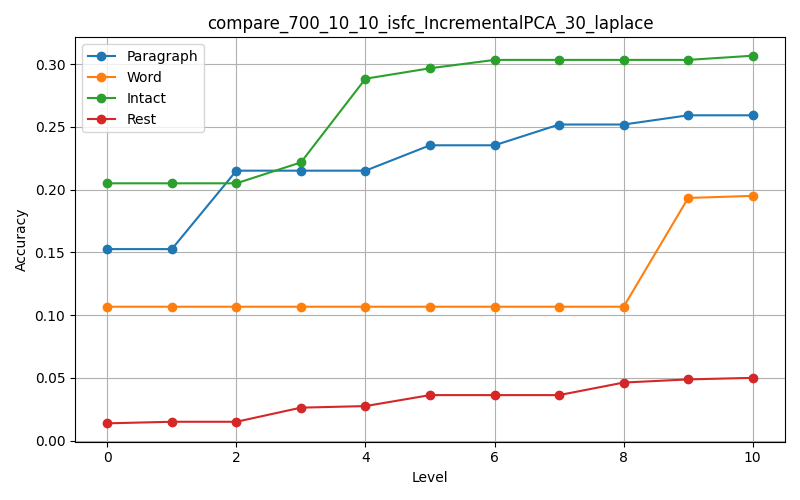 compare_700_10_10_isfc_IncrementalPCA_30_laplace
Paragraph
Word
Intact
Rest
0.30
0.25
0.20
0.15
0.10
0.05
0.00
Accuracy
0 2 4 6 8 10
Level